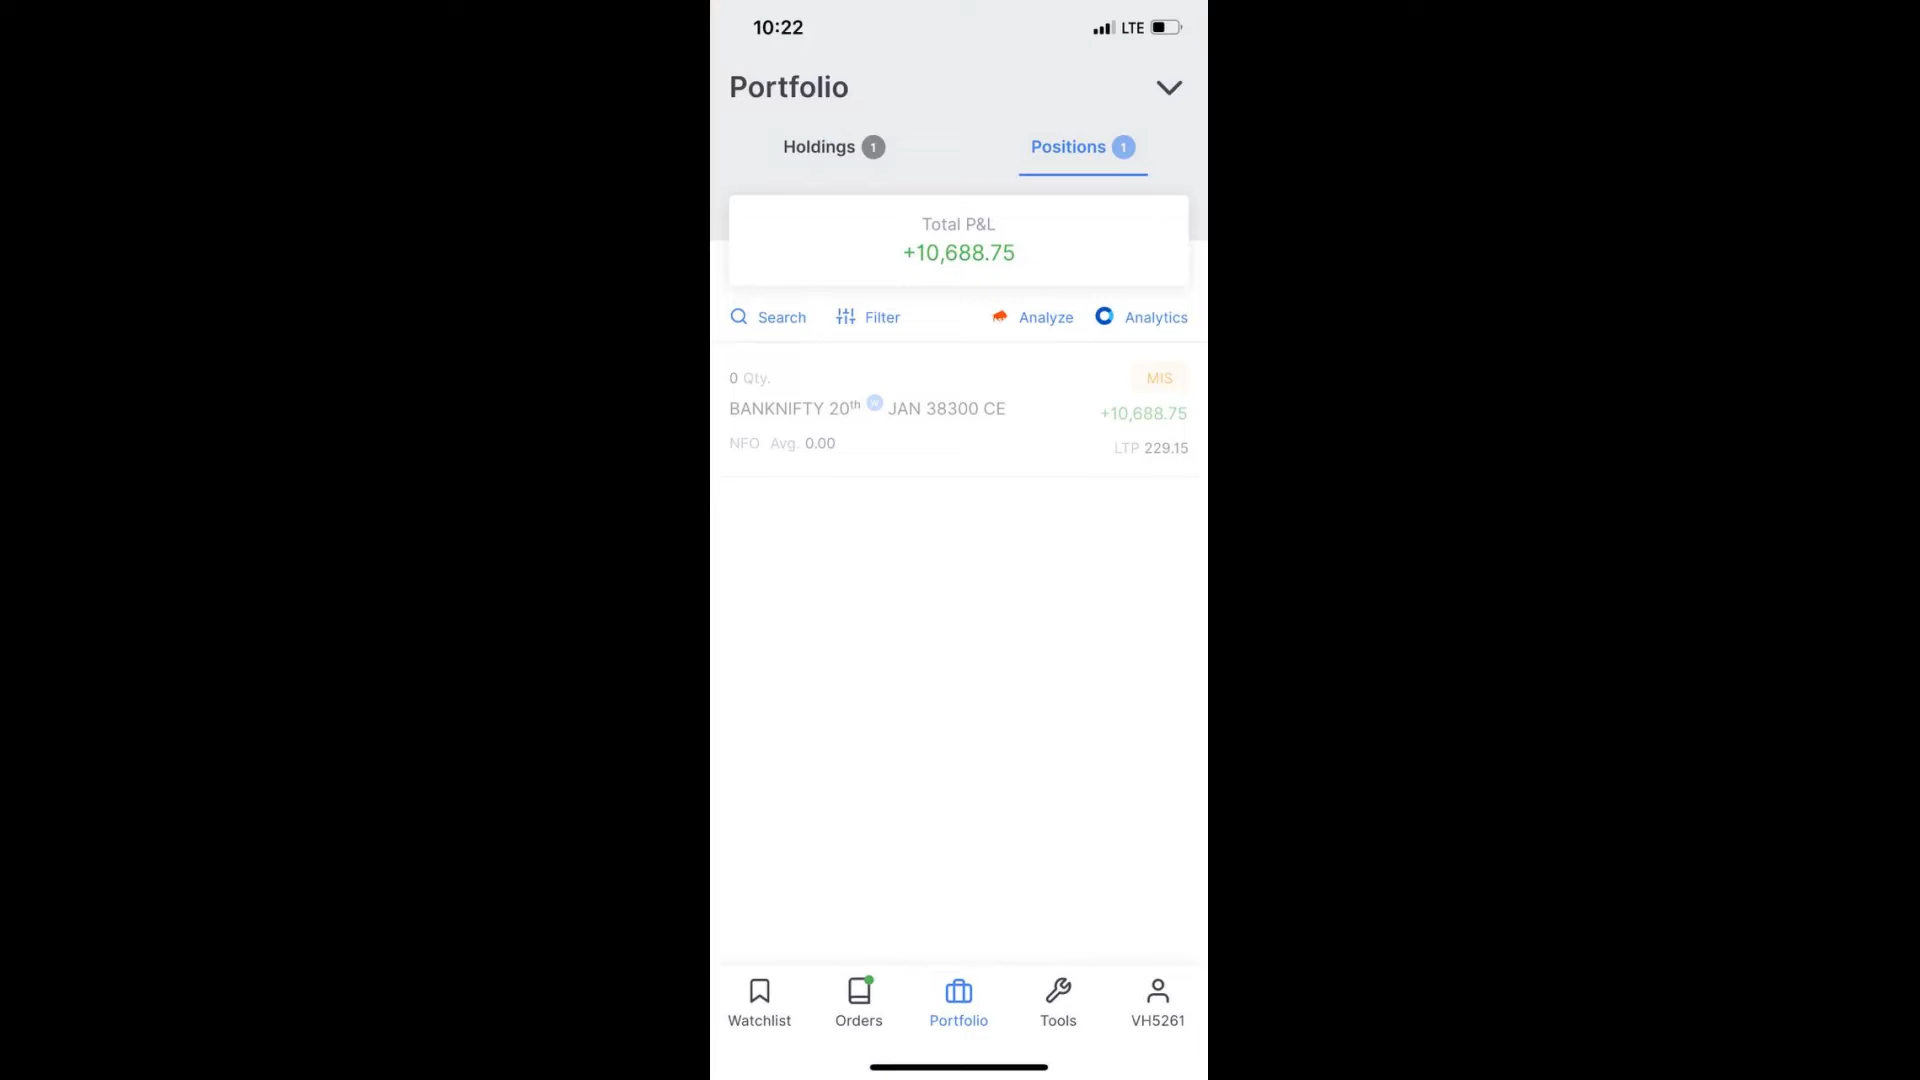 10:22 LTE
Portfolio
Holdings 1 Positions 1
Total P&L
+10,688.75
Search Filter Analyze Analytics
0 Qty. MIS
BANKNIFTY 20th w JAN 38300 CE +10,688.75
NFO Avg. 0.00 LTP 229.15
Watchlist Orders Portfolio Tools VH5261